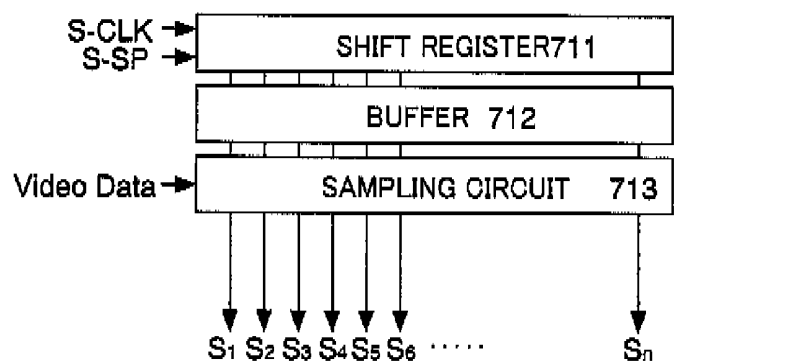 S-CLK
S-SP
SHIFT REGISTER711
BUFFER 712
Video Data
SAMPLING CIRCUIT 713
S1 S2 S3 S4 S5 S6 ····· Sn